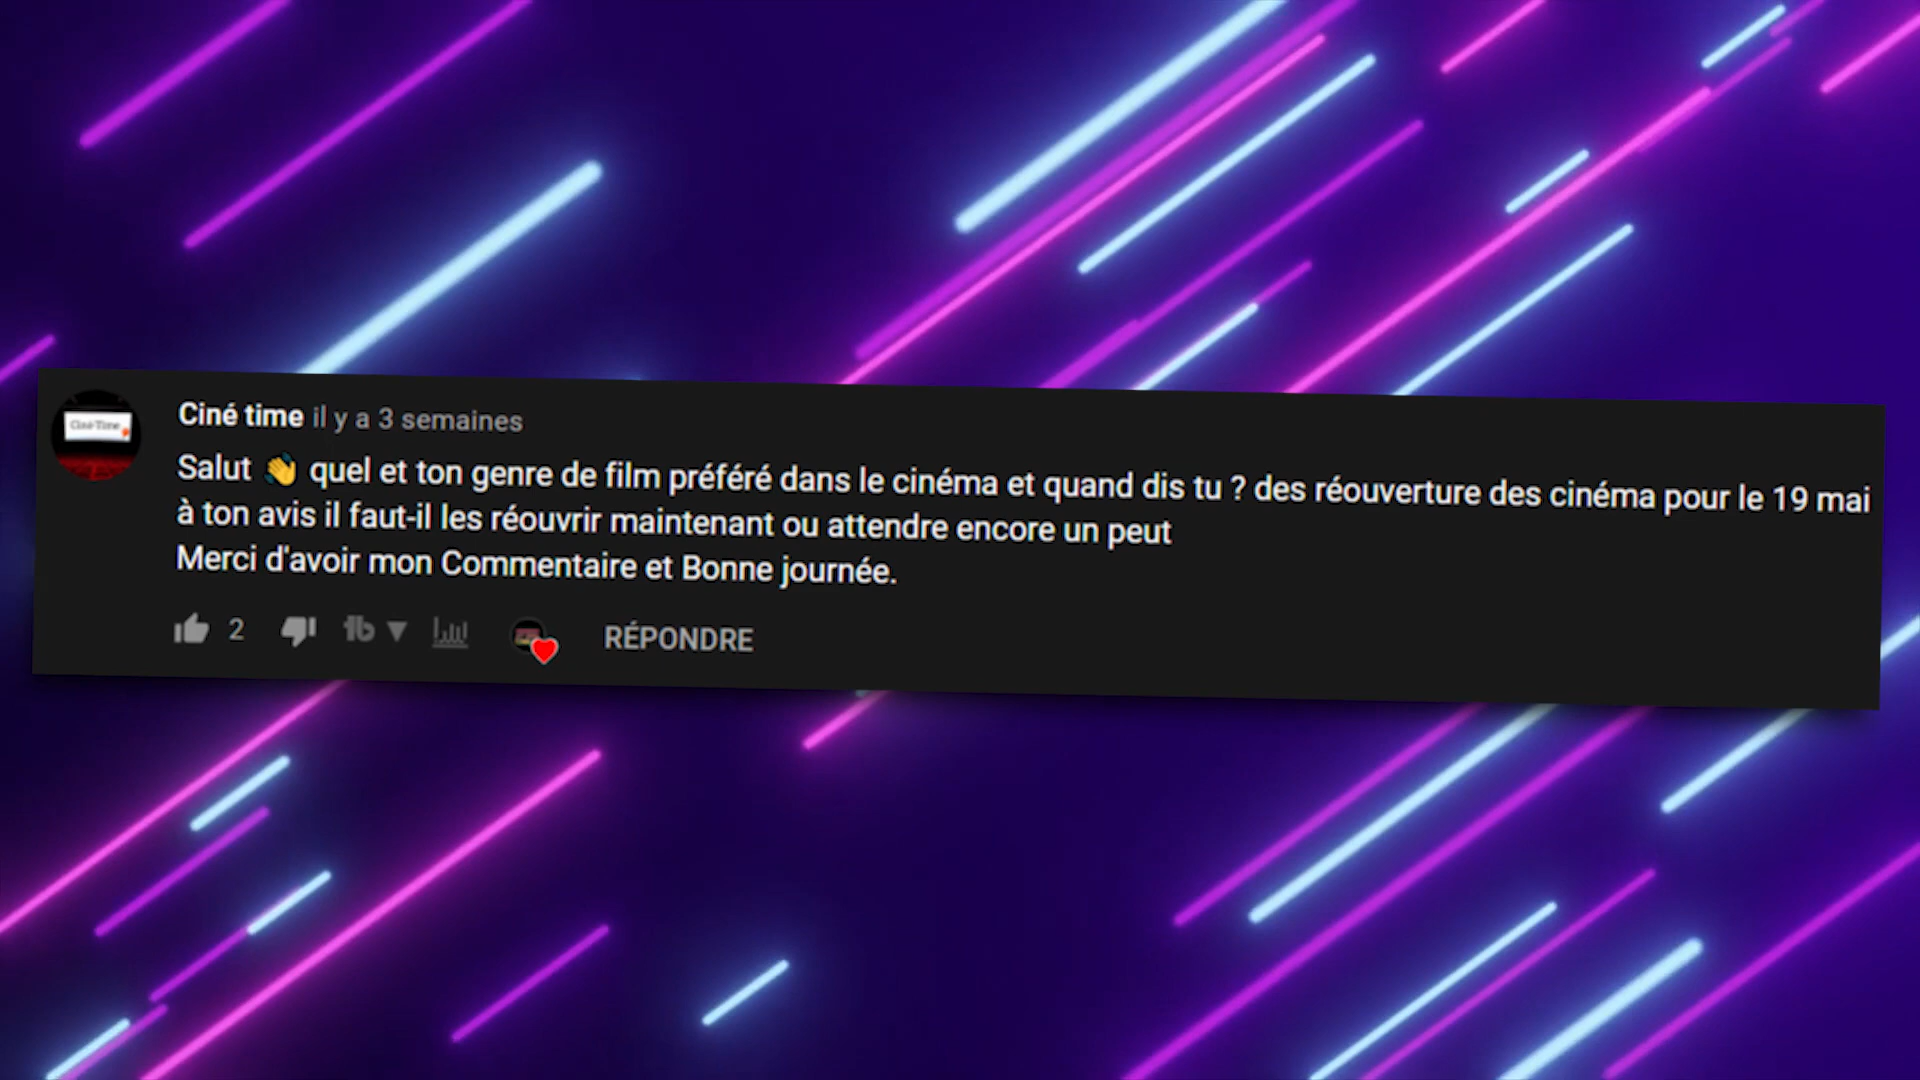 Ciné time il y a 3 semaines
Salut 👋 quel et ton genre de film préféré dans le cinéma et quand dis tu ? des réouverture des cinéma pour le 19 mai
à ton avis il faut-il les réouvrir maintenant ou attendre encore un peut
Merci d'avoir mon Commentaire et Bonne journée.
2 RÉPONDRE